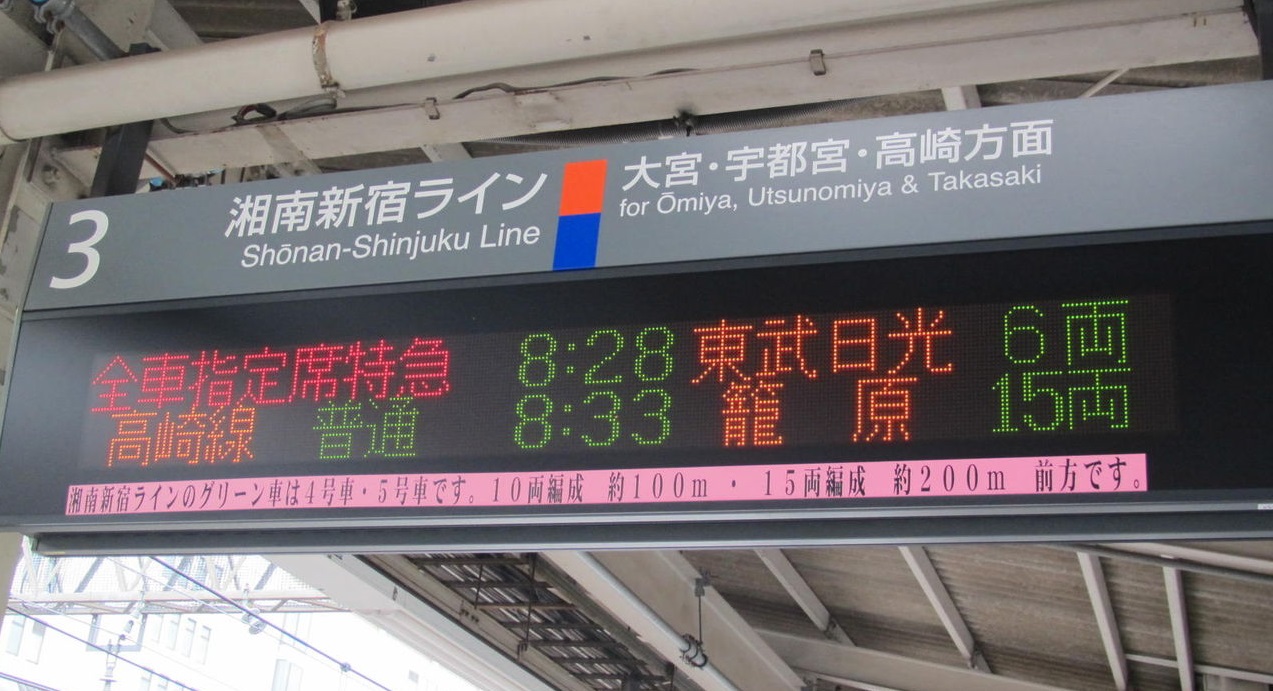 3
湘南新宿ライン
Shōnan-Shinjuku Line
大宮・宇都宮・高崎方面
for Ōmiya, Utsunomiya & Takasaki
全車指定席特急 8:28 東武日光 6両
高崎線 普通 8:33 籠原 15両
湘南新宿ラインのグリーン車は4号車・5号車です。10両編成 約100m ・ 15両編成 約200m 前方です。